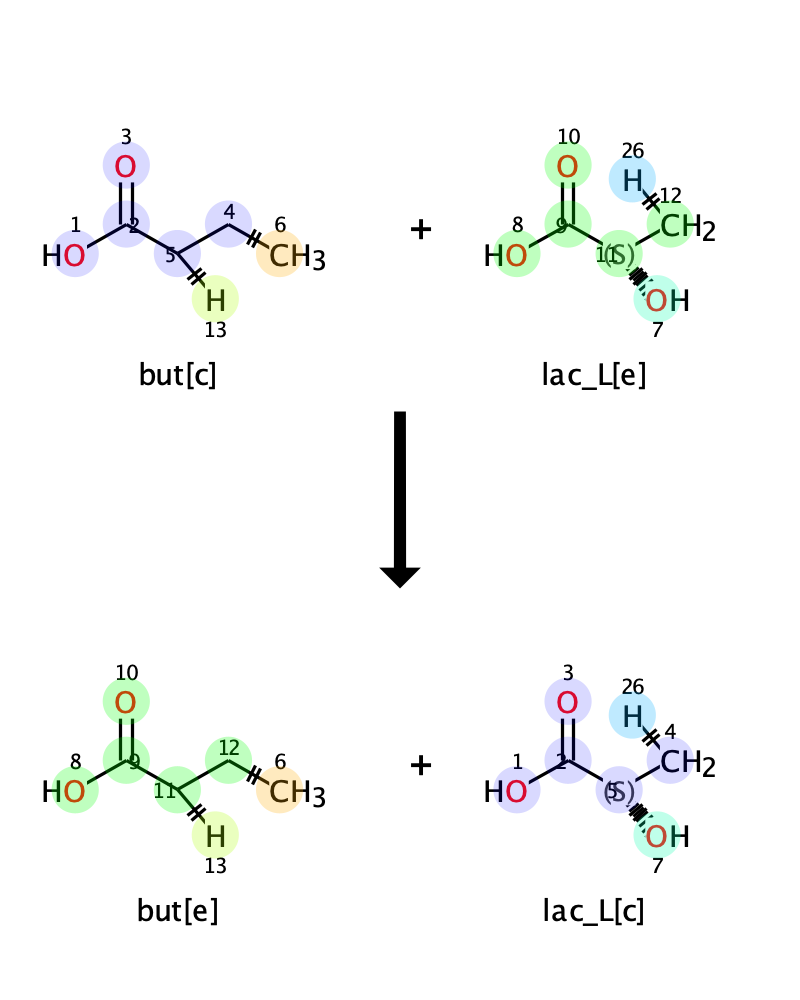 3 10 26
O O H 12
1 2 4 6 + 8 9 11 (S) CH2
HO 5 CH3 HO
H OH
13 7
but[c] lac_L[e]
10 3 26
O O H 4
8 9 12 6 + 1 2 5 (S) CH2
HO 11 CH3 HO
H OH
13 7
but[e] lac_L[c]